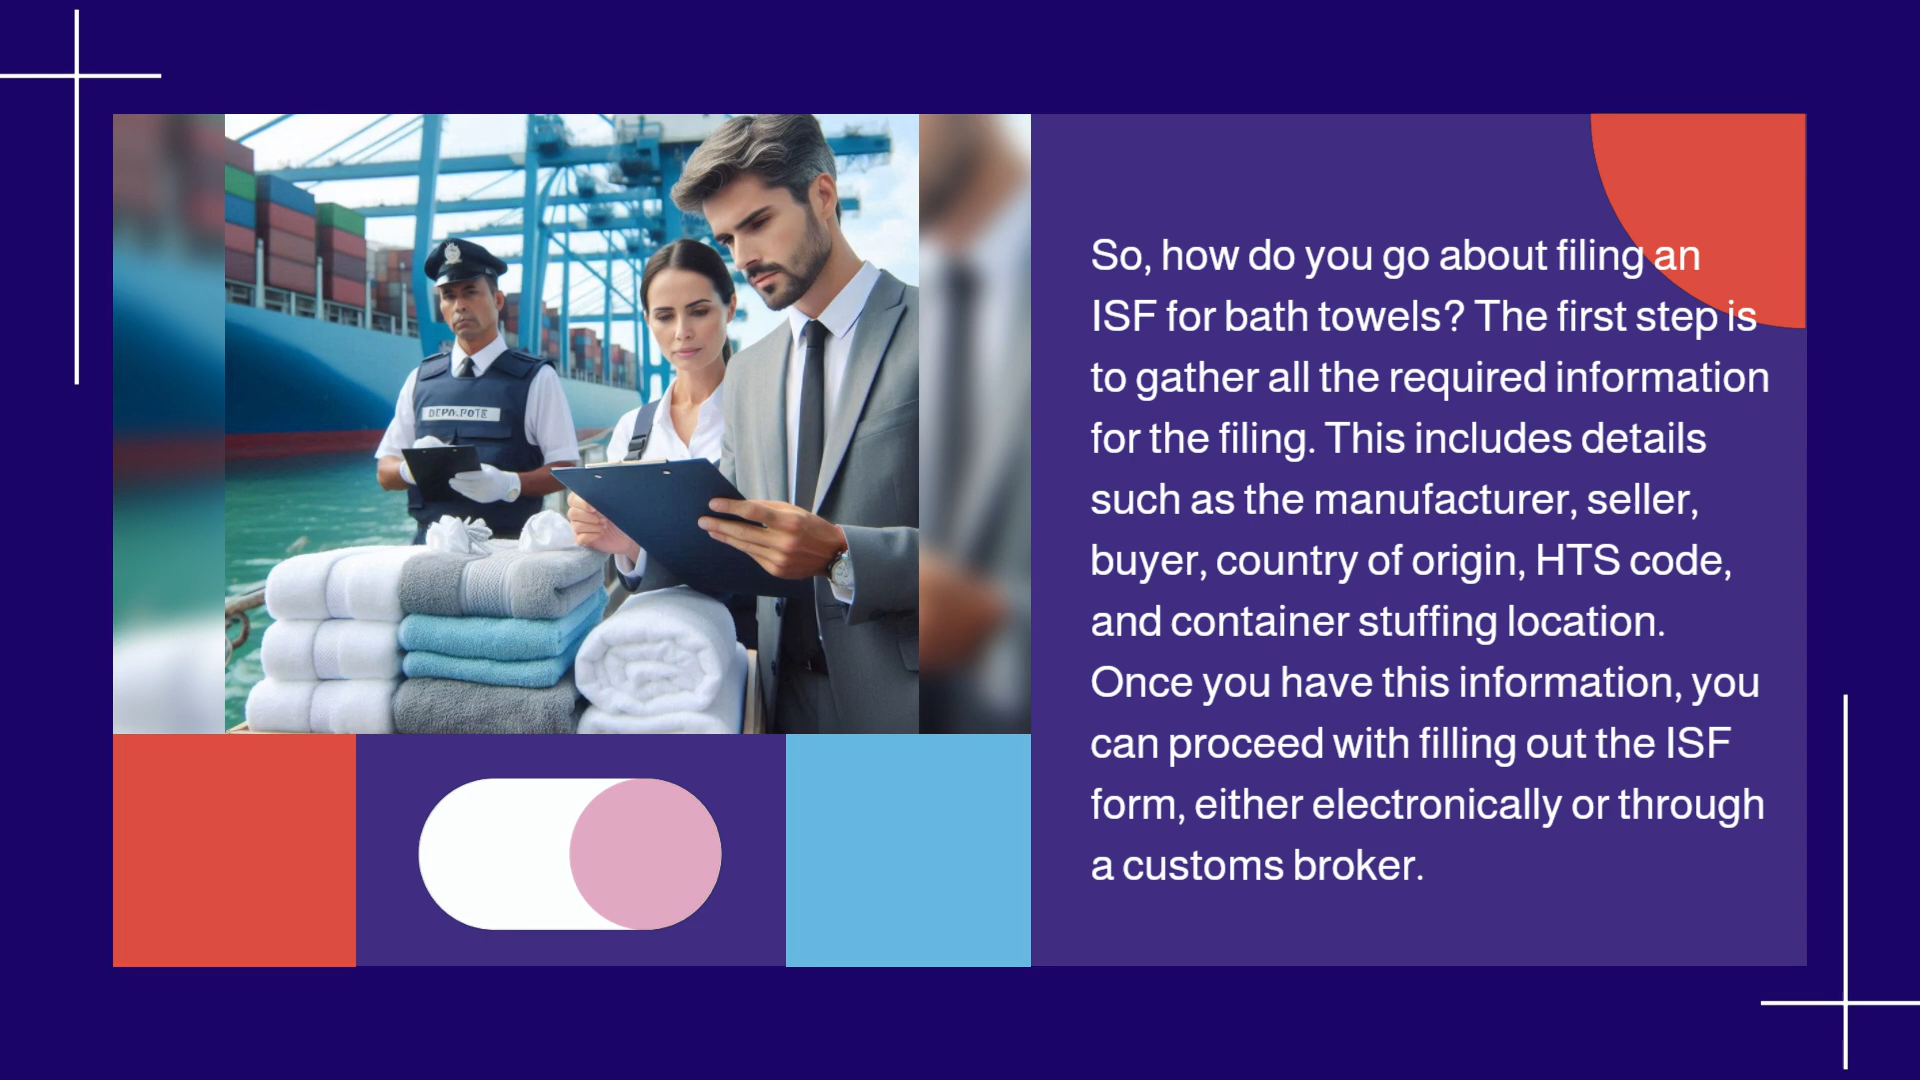 So, how do you go about filing an
ISF for bath towels? The first step is
to gather all the required information
for the filing. This includes details
such as the manufacturer, seller,
buyer, country of origin, HTS code,
and container stuffing location.
Once you have this information, you
can proceed with filling out the ISF
form, either electronically or through
a customs broker.